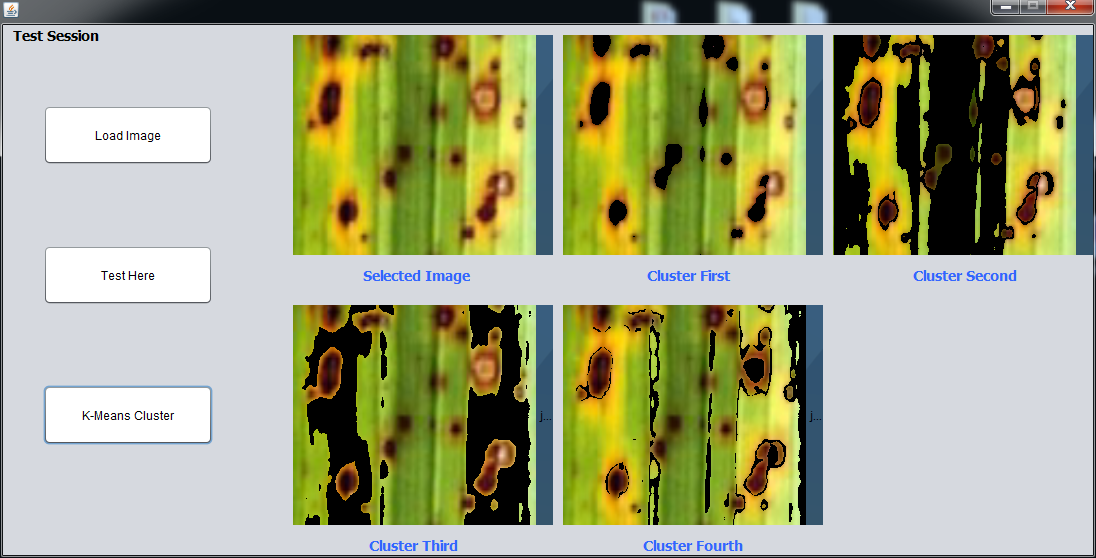 Test Session
Load Image
Test Here
K-Means Cluster
Selected Image
Cluster First
Cluster Second
j...
j...
Cluster Third
Cluster Fourth